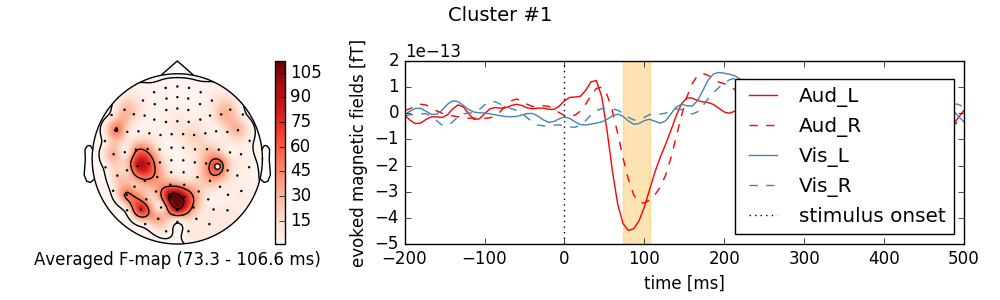 Cluster #1
105
90
75
60
45
30
15
Averaged F-map (73.3 - 106.6 ms)
evoked magnetic fields [fT]
1e−13
2
1
0
−1
−2
−3
−4
−5
−200
−100
0
100
200
300
400
500
time [ms]
Aud_L
Aud_R
Vis_L
Vis_R
stimulus onset